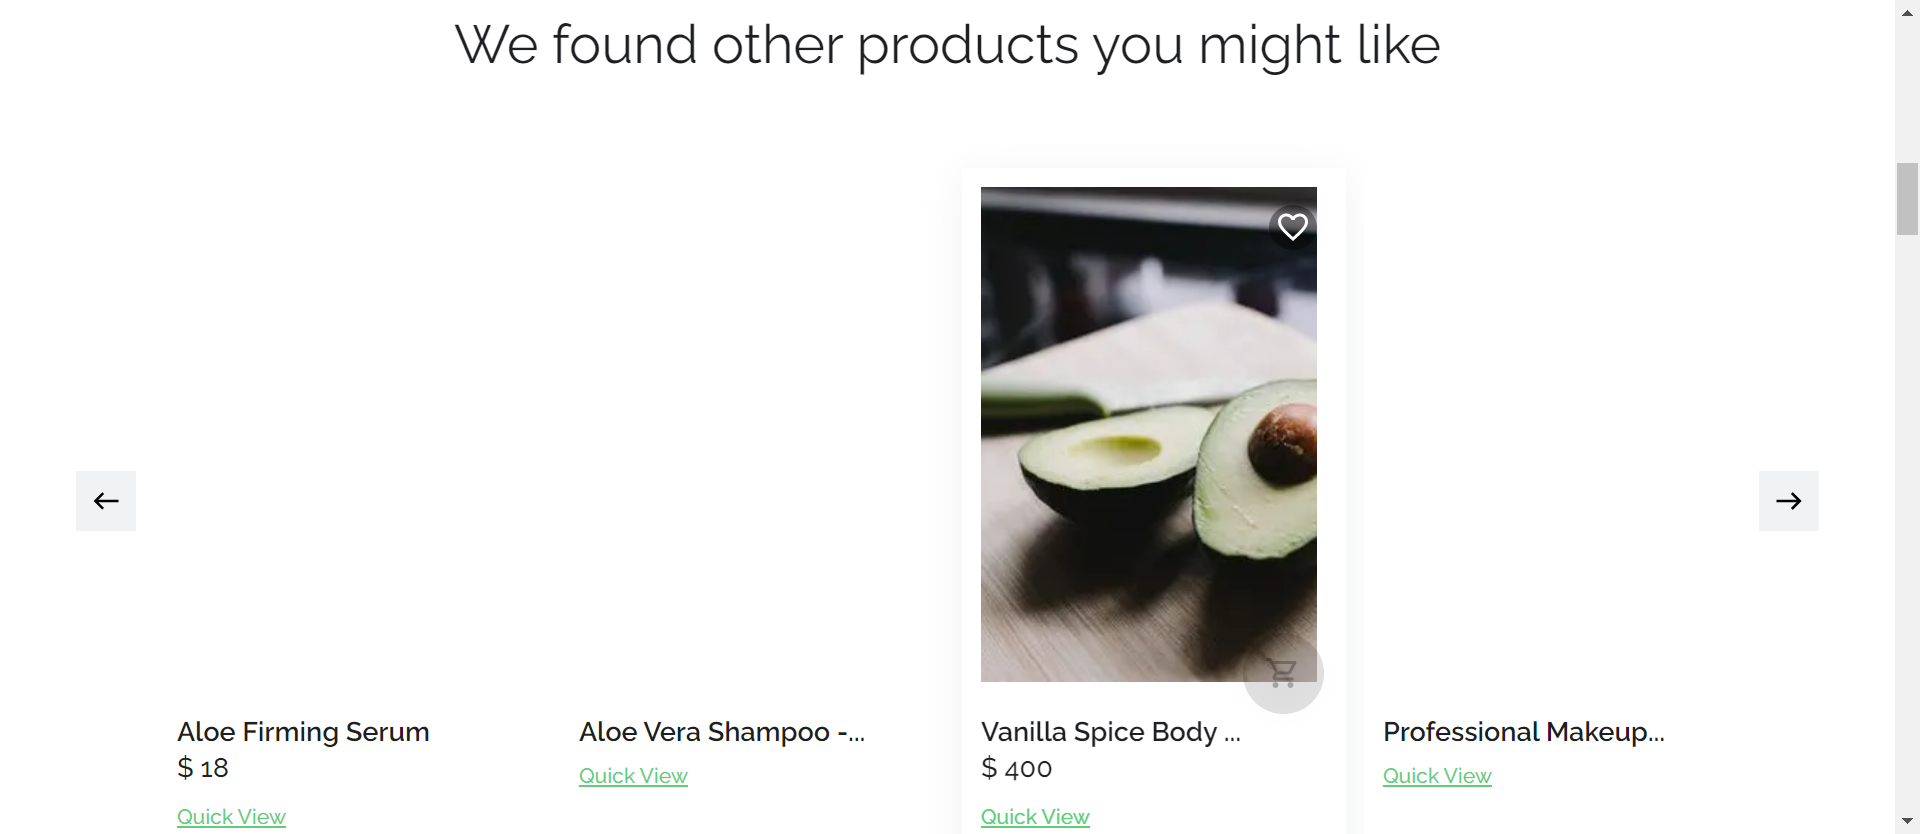 We found other products you might like
Aloe Firming Serum
$ 18
Quick View
Aloe Vera Shampoo -...
Quick View
Vanilla Spice Body ...
$ 400
Quick View
Professional Makeup...
Quick View